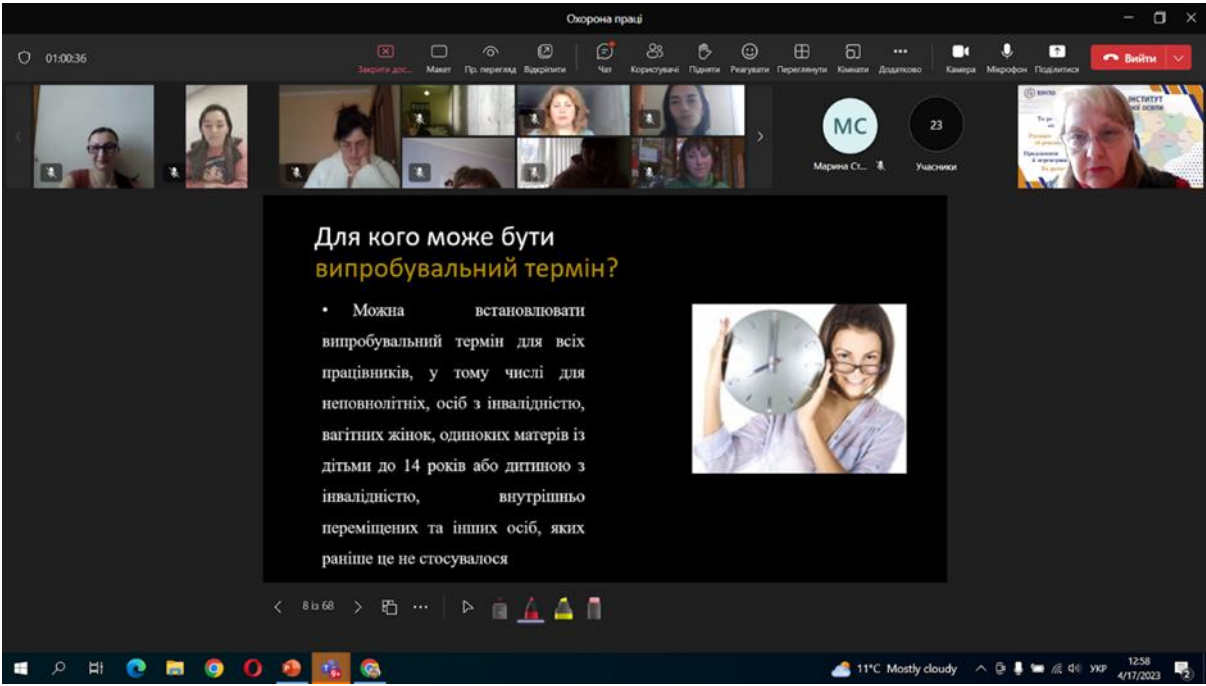 Охорона праці
01:00:36
Закрити дос...
Макет
Пр. перегляд
Відкріпити
Чат
Користувачі
Підняти
Реагувати
Переглянути
Кімнати
Додатково
Камера
Мікрофон
Поділитися
Вийти
МС
Марина Ст...
23
Учасники
ІНСТИТУТ
Для кого може бути
випробувальний термін?
• Можна встановлювати
випробувальний термін для всіх
працівників, у тому числі для
неповнолітніх, осіб з інвалідністю,
вагітних жінок, одиноких матерів із
дітьми до 14 років або дитиною з
інвалідністю, внутрішньо
переміщених та інших осіб, яких
раніше це не стосувалося
8 із 68
11°C Mostly cloudy
УКР
12:58
4/17/2023
2